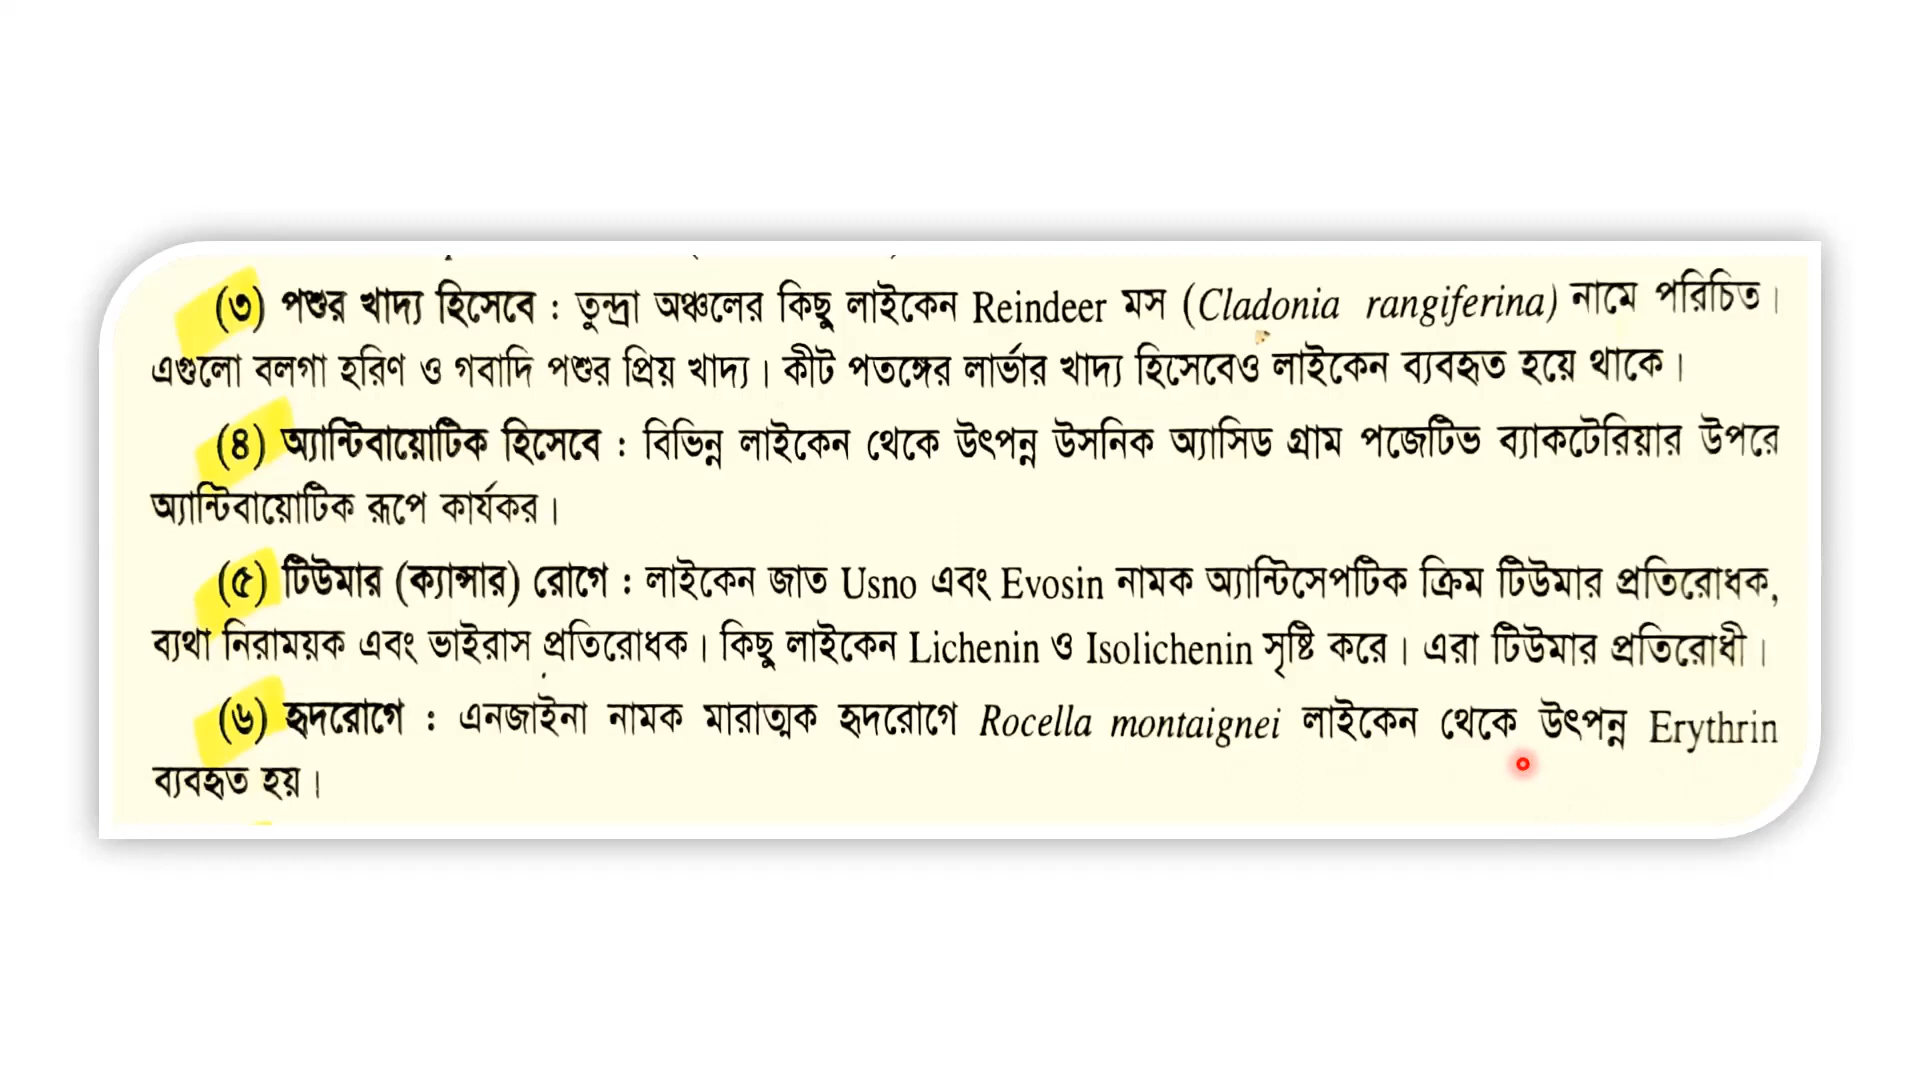 (৩) পশুর খাদ্য হিসেবে : তুন্দ্রা অঞ্চলের কিছু লাইকেন Reindeer মস (Cladonia rangiferina) নামে পরিচিত।
এগুলো বলগা হরিণ ও গবাদি পশুর প্রিয় খাদ্য। কীট পতঙ্গের লার্ভার খাদ্য হিসেবেও লাইকেন ব্যবহৃত হয়ে থাকে।
(৪) অ্যান্টিবায়োটিক হিসেবে : বিভিন্ন লাইকেন থেকে উৎপন্ন উসনিক অ্যাসিড গ্রাম পজেটিভ ব্যাকটেরিয়ার উপরে
অ্যান্টিবায়োটিক রূপে কার্যকর।
(৫) টিউমার (ক্যান্সার) রোগে : লাইকেন জাত Usno এবং Evosin নামক অ্যান্টিসেপটিক ক্রিম টিউমার প্রতিরোধক,
ব্যথা নিরাময়ক এবং ভাইরাস প্রতিরোধক। কিছু লাইকেন Lichenin ও Isolichenin সৃষ্টি করে। এরা টিউমার প্রতিরোধী।
(৬) হৃদরোগে : এনজাইনা নামক মারাত্মক হৃদরোগে Rocella montaignei লাইকেন থেকে উৎপন্ন Erythrin
ব্যবহৃত হয়।